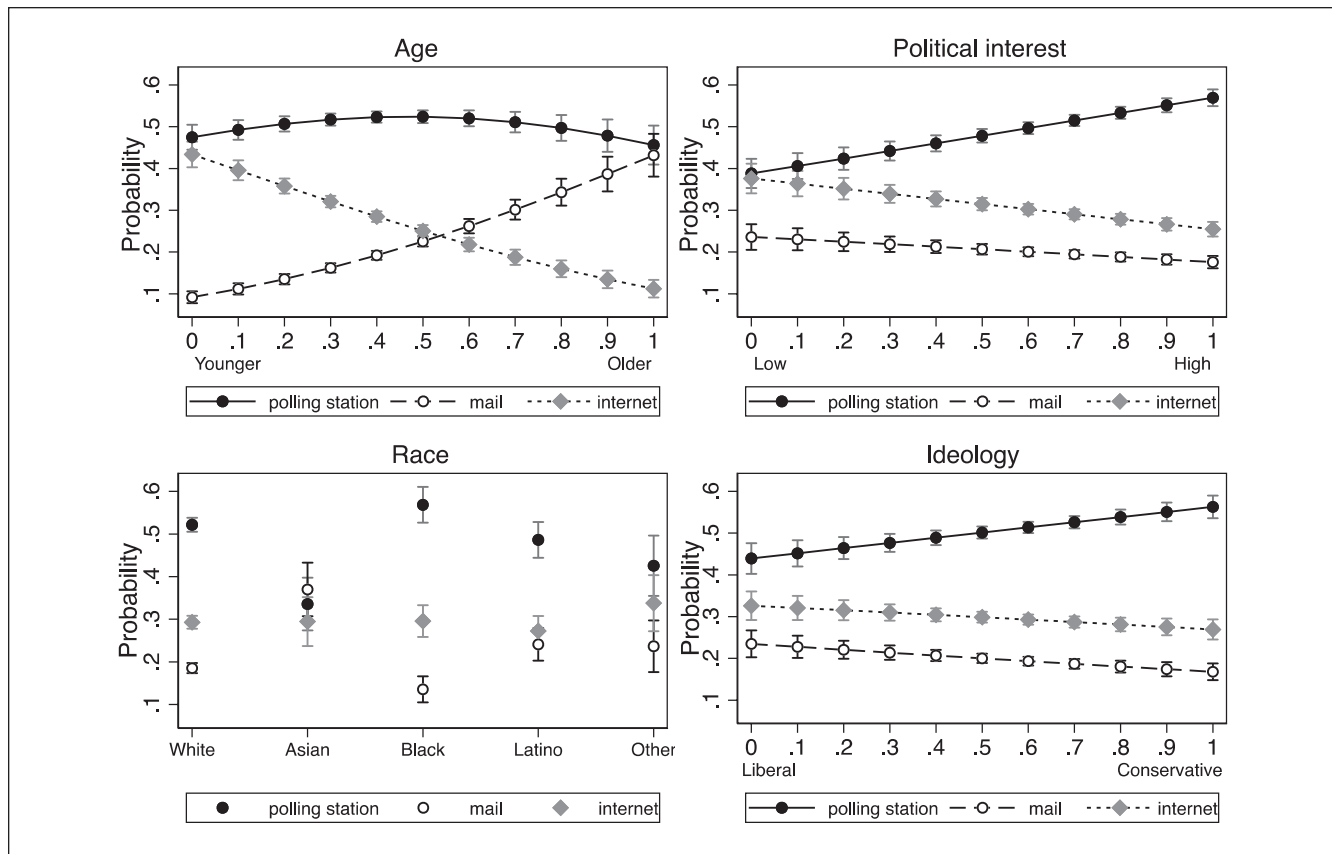 Age
Probability
.6
.5
.4
.3
.2
.1
0 .1 .2 .3 .4 .5 .6 .7 .8 .9 1
Younger Older
polling station mail internet
Political interest
Probability
.6
.5
.4
.3
.2
.1
0 .1 .2 .3 .4 .5 .6 .7 .8 .9 1
Low High
polling station mail internet
Race
Probability
.6
.5
.4
.3
.2
.1
White Asian Black Latino Other
polling station mail internet
Ideology
Probability
.6
.5
.4
.3
.2
.1
0 .1 .2 .3 .4 .5 .6 .7 .8 .9 1
Liberal Conservative
polling station mail internet